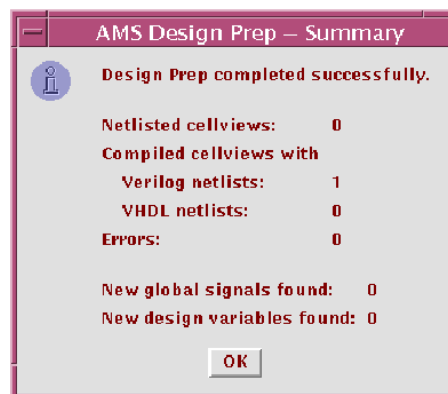 AMS Design Prep – Summary
Design Prep completed successfully.
Netlisted cellviews: 0
Compiled cellviews with
Verilog netlists: 1
VHDL netlists: 0
Errors: 0
New global signals found: 0
New design variables found: 0
OK